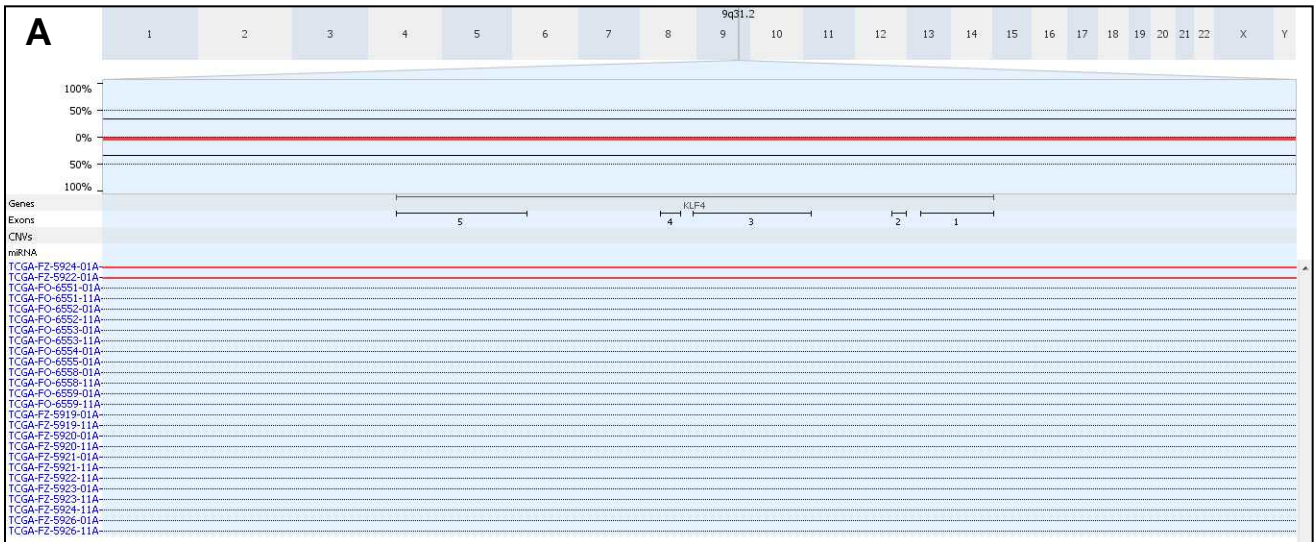 9q31.2
A
1 2 3 4 5 6 7 8 9 10 11 12 13 14 15 16 17 18 19 20 21 22 X Y
100%
50%
0%
50%
100%
Genes
KLF4
Exons
5 4 3 2 1
CNVs
miRNA
TCGA-FZ-5924-01A
TCGA-FZ-5922-01A
TCGA-FO-6551-01A
TCGA-FO-6551-11A
TCGA-FO-6552-01A
TCGA-FO-6552-11A
TCGA-FO-6553-01A
TCGA-FO-6553-11A
TCGA-FO-6554-01A
TCGA-FO-6555-01A
TCGA-FO-6558-01A
TCGA-FO-6558-11A
TCGA-FO-6559-01A
TCGA-FO-6559-11A
TCGA-FZ-5919-01A
TCGA-FZ-5919-11A
TCGA-FZ-5920-01A
TCGA-FZ-5920-11A
TCGA-FZ-5921-01A
TCGA-FZ-5921-11A
TCGA-FZ-5922-11A
TCGA-FZ-5923-01A
TCGA-FZ-5923-11A
TCGA-FZ-5924-11A
TCGA-FZ-5926-01A
TCGA-FZ-5926-11A